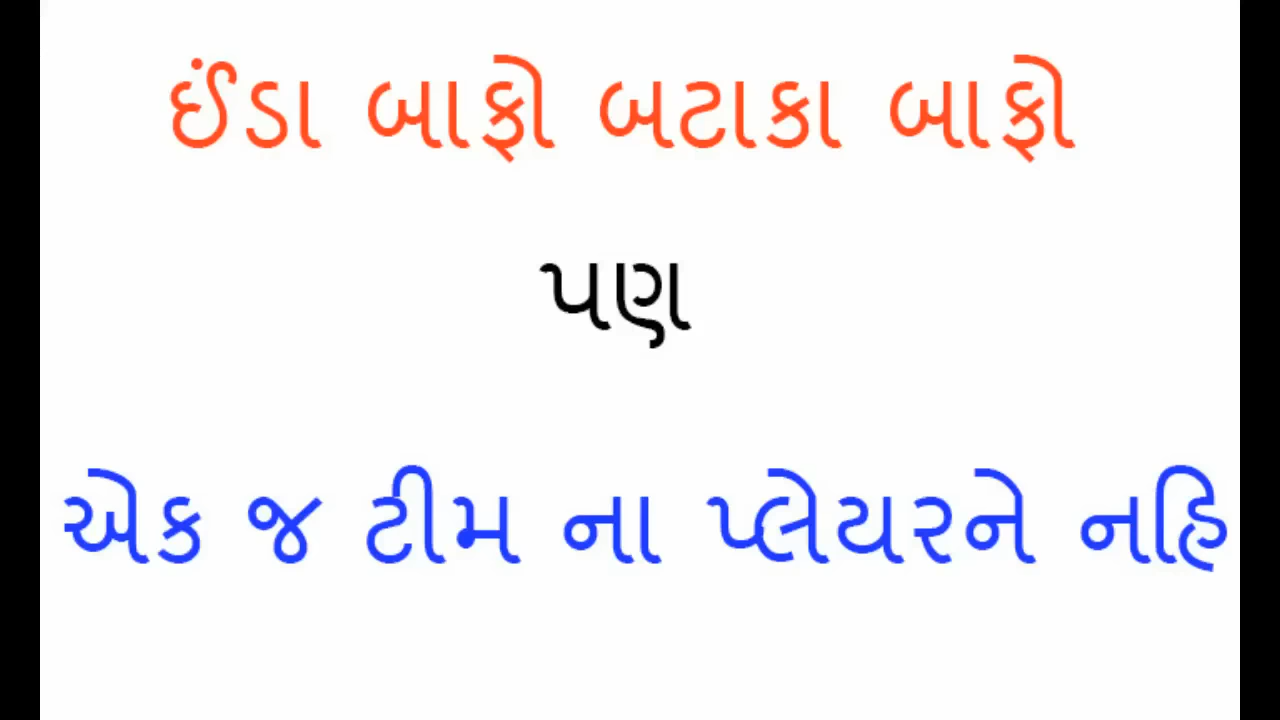 ઈંડા બાફો બટાકા બાફો
પણ
એક જ ટીમ ના પ્લેયરને નહિ